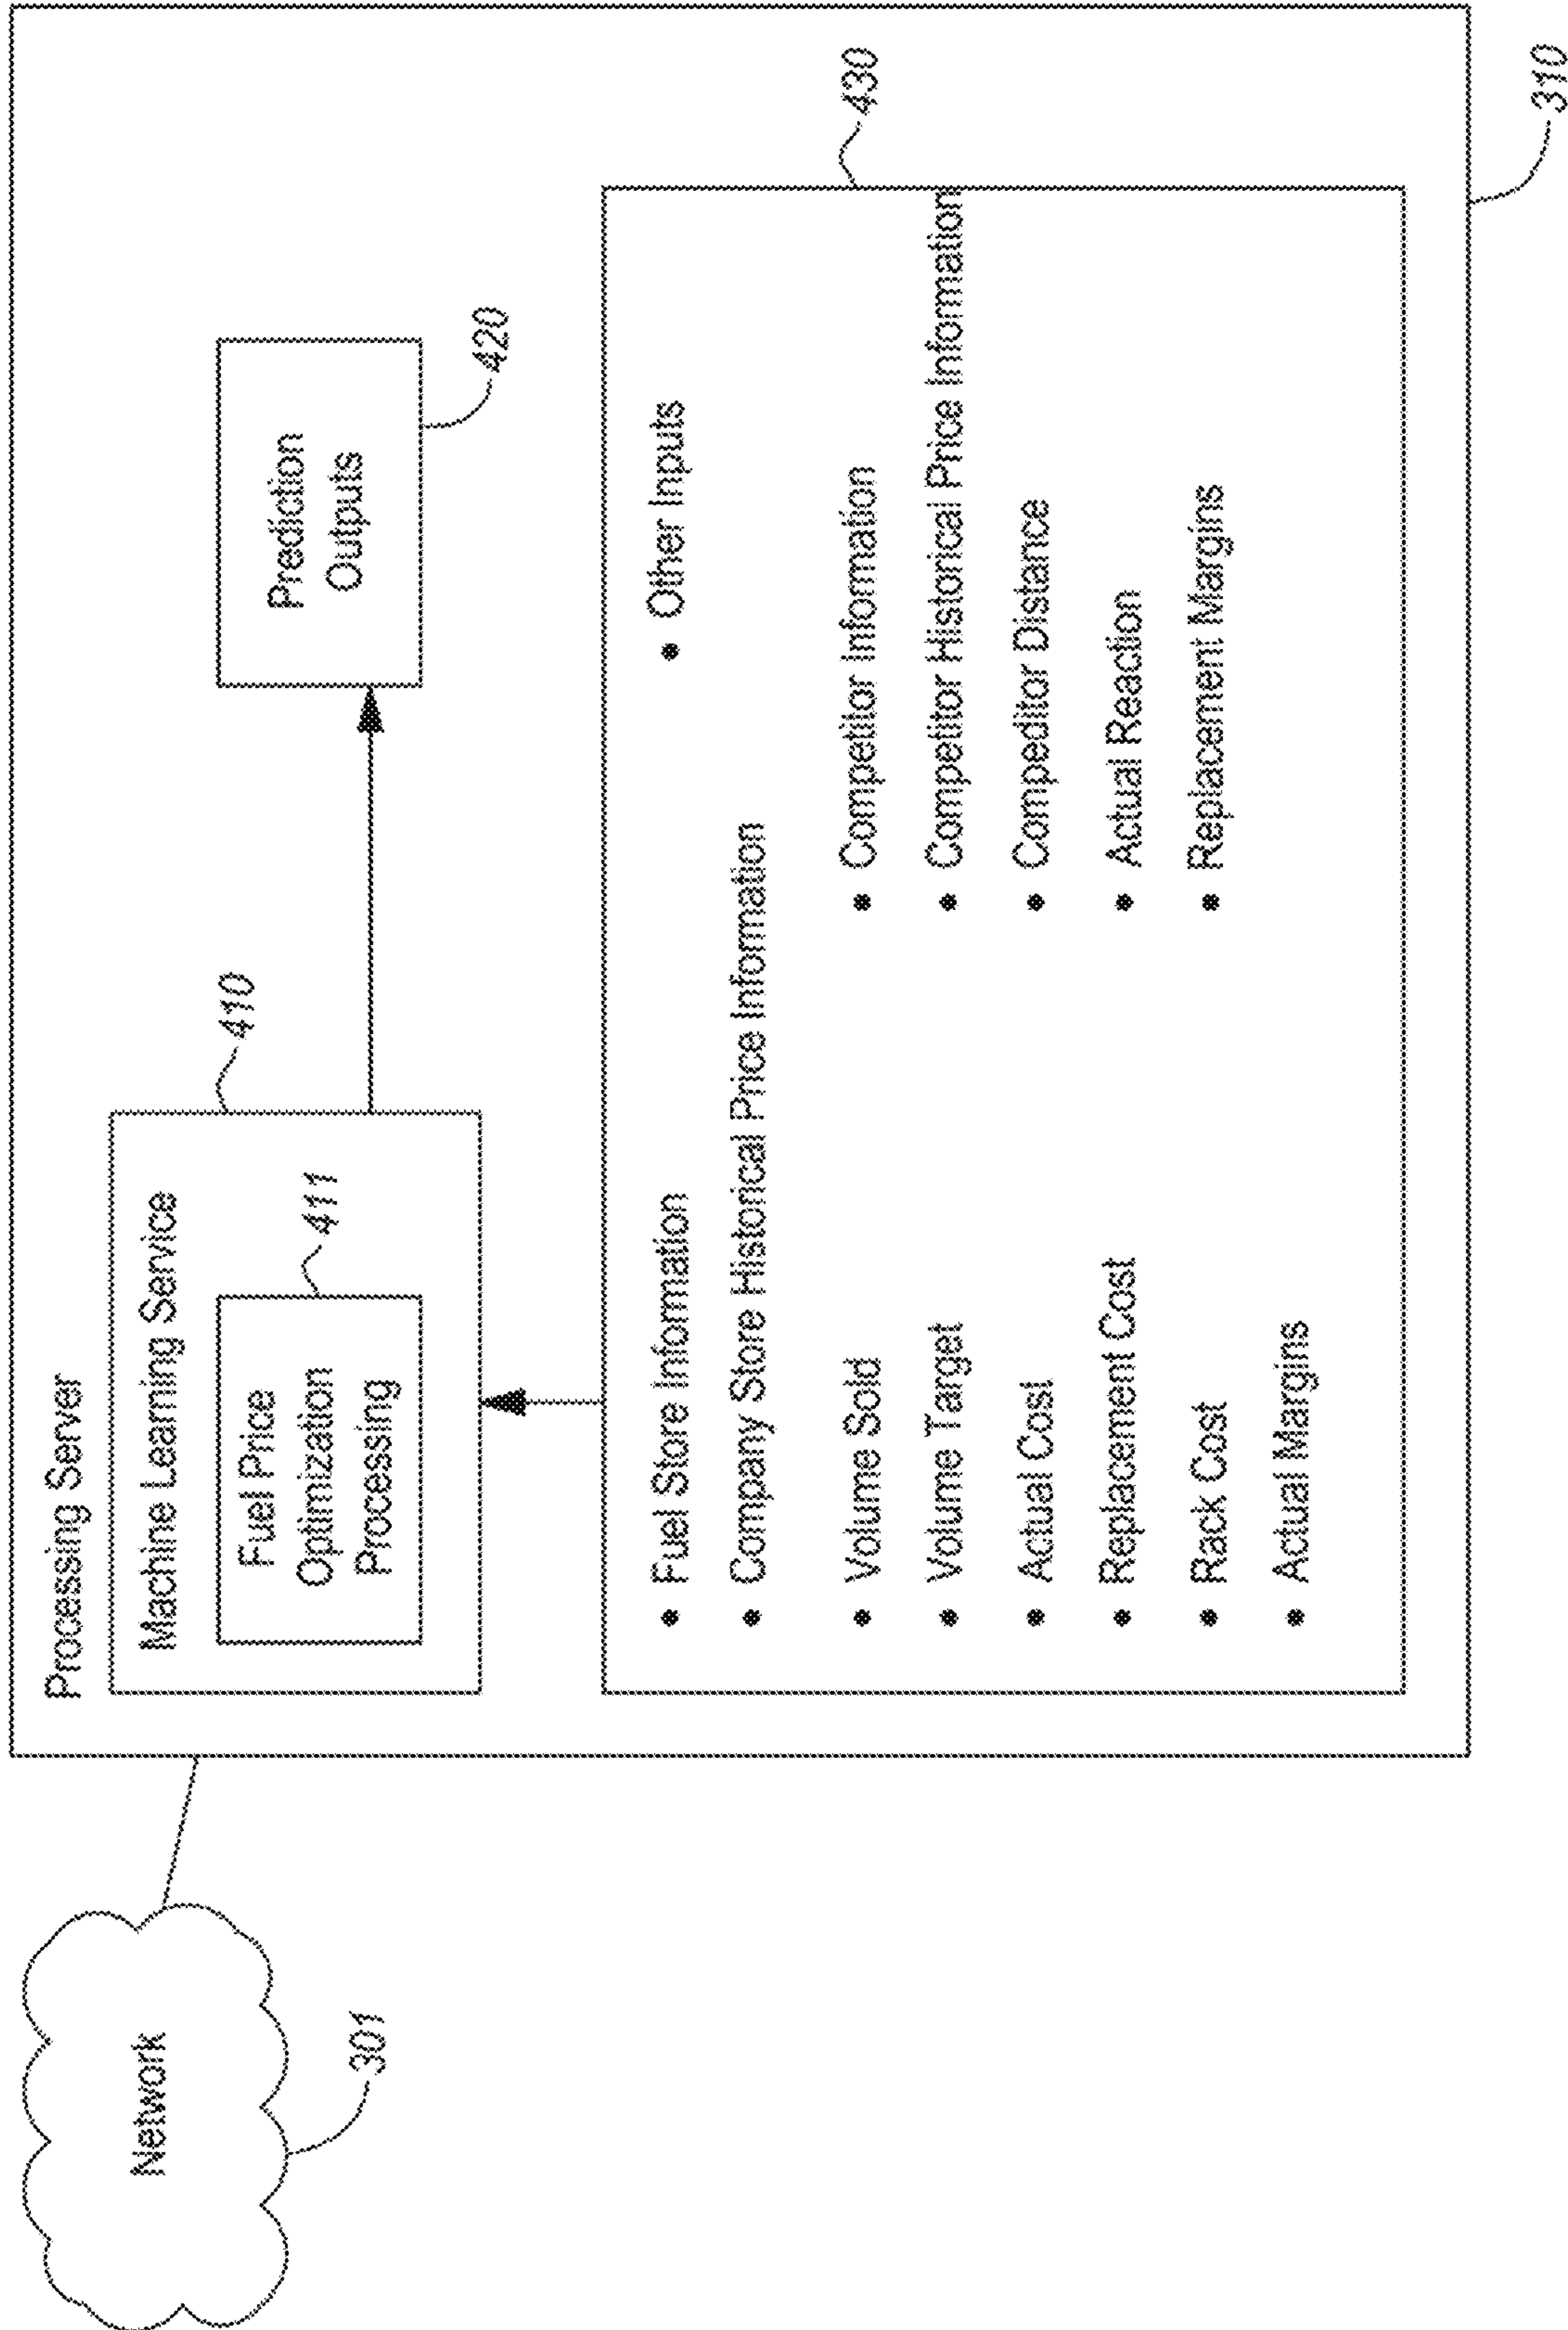 Network
301
Processing Server
Machine Learning Service
410
Fuel Price
Optimization
Processing
411
Prediction
Outputs
420
430
• Fuel Store Information
• Company Store Historical Price Information
• Volume Sold
• Volume Target
• Actual Cost
• Replacement Cost
• Rack Cost
• Actual Margins
• Other Inputs
• Competitor Information
• Competitor Historical Price Information
• Compeditor Distance
• Actual Reaction
• Replacement Margins
310